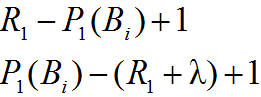 R₁ − P₁(Bᵢ) + 1
P₁(Bᵢ) − (R₁ + λ) + 1